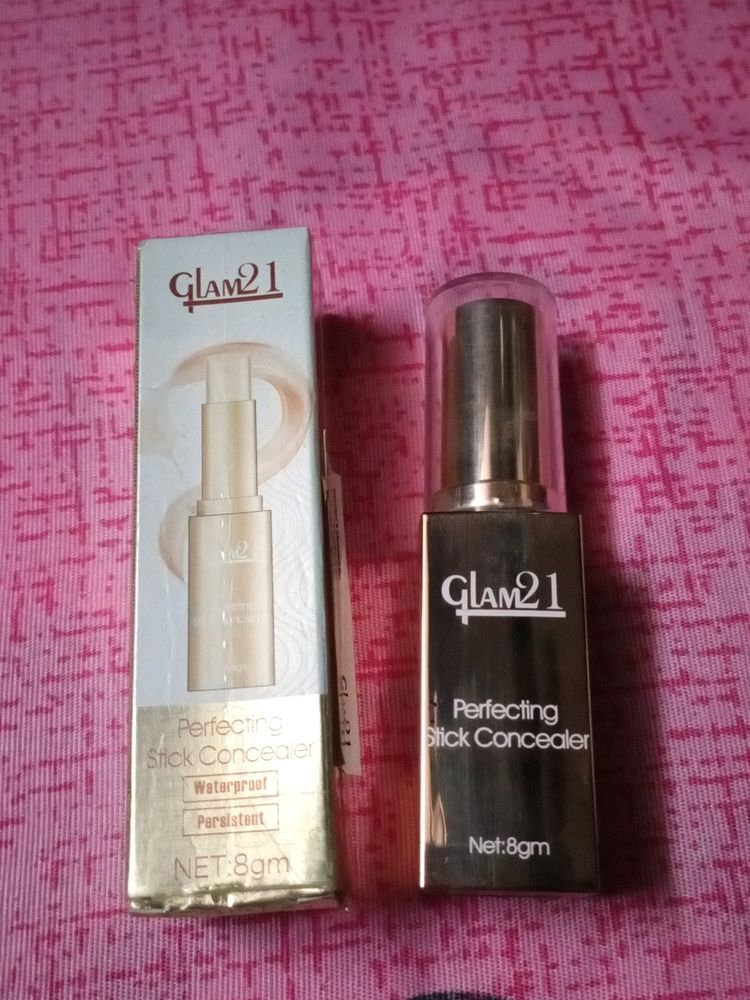 GLAM21
Perfecting
Stick Concealer
Waterproof
Persistent
NET:8gm
GLAM21
Perfecting
Stick Concealer
Net:8gm